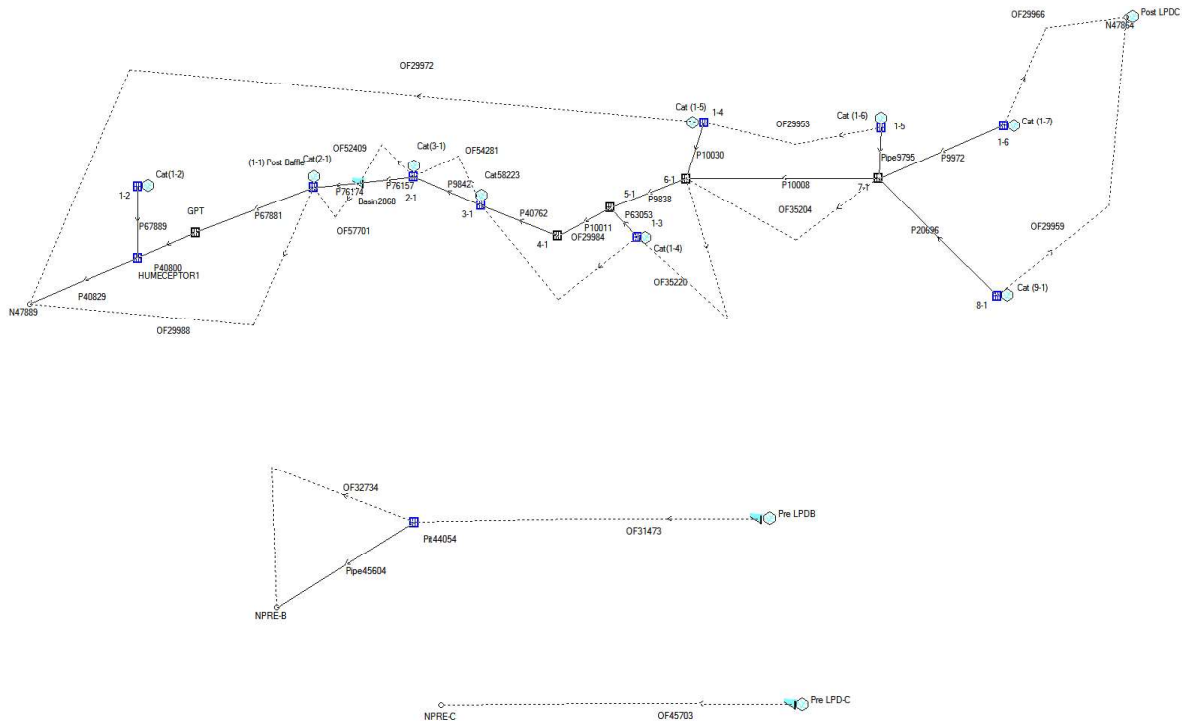 OF29966
Post LPDC
N47864
OF29972
Cat (1-5)
1-4
Cat (1-6)
OF29953
1-5
Cat (1-7)
1-6
OF52409
Cat(3-1)
OF54281
P10030
Pipe9795
P9972
(1-1) Post Baffle
Cat(2-1)
Cat(1-2)
1-2
P76174
P76157
2-1
P9842
Cat58223
6-1
P10008
7-1
5-1
P9838
3-1
GPT
P67881
OF57701
P40762
P63053
OF35204
P67889
P10011
1-3
OF29984
4-1
Cat(1-4)
P20696
OF29959
P40800
HUMECEPTOR1
OF35220
P40829
Cat (9-1)
8-1
N47889
OF29988
OF32734
Pre LPDB
OF31473
Pit44054
Pipe45604
NPRE-B
Pre LPD-C
NPRE-C
OF45703